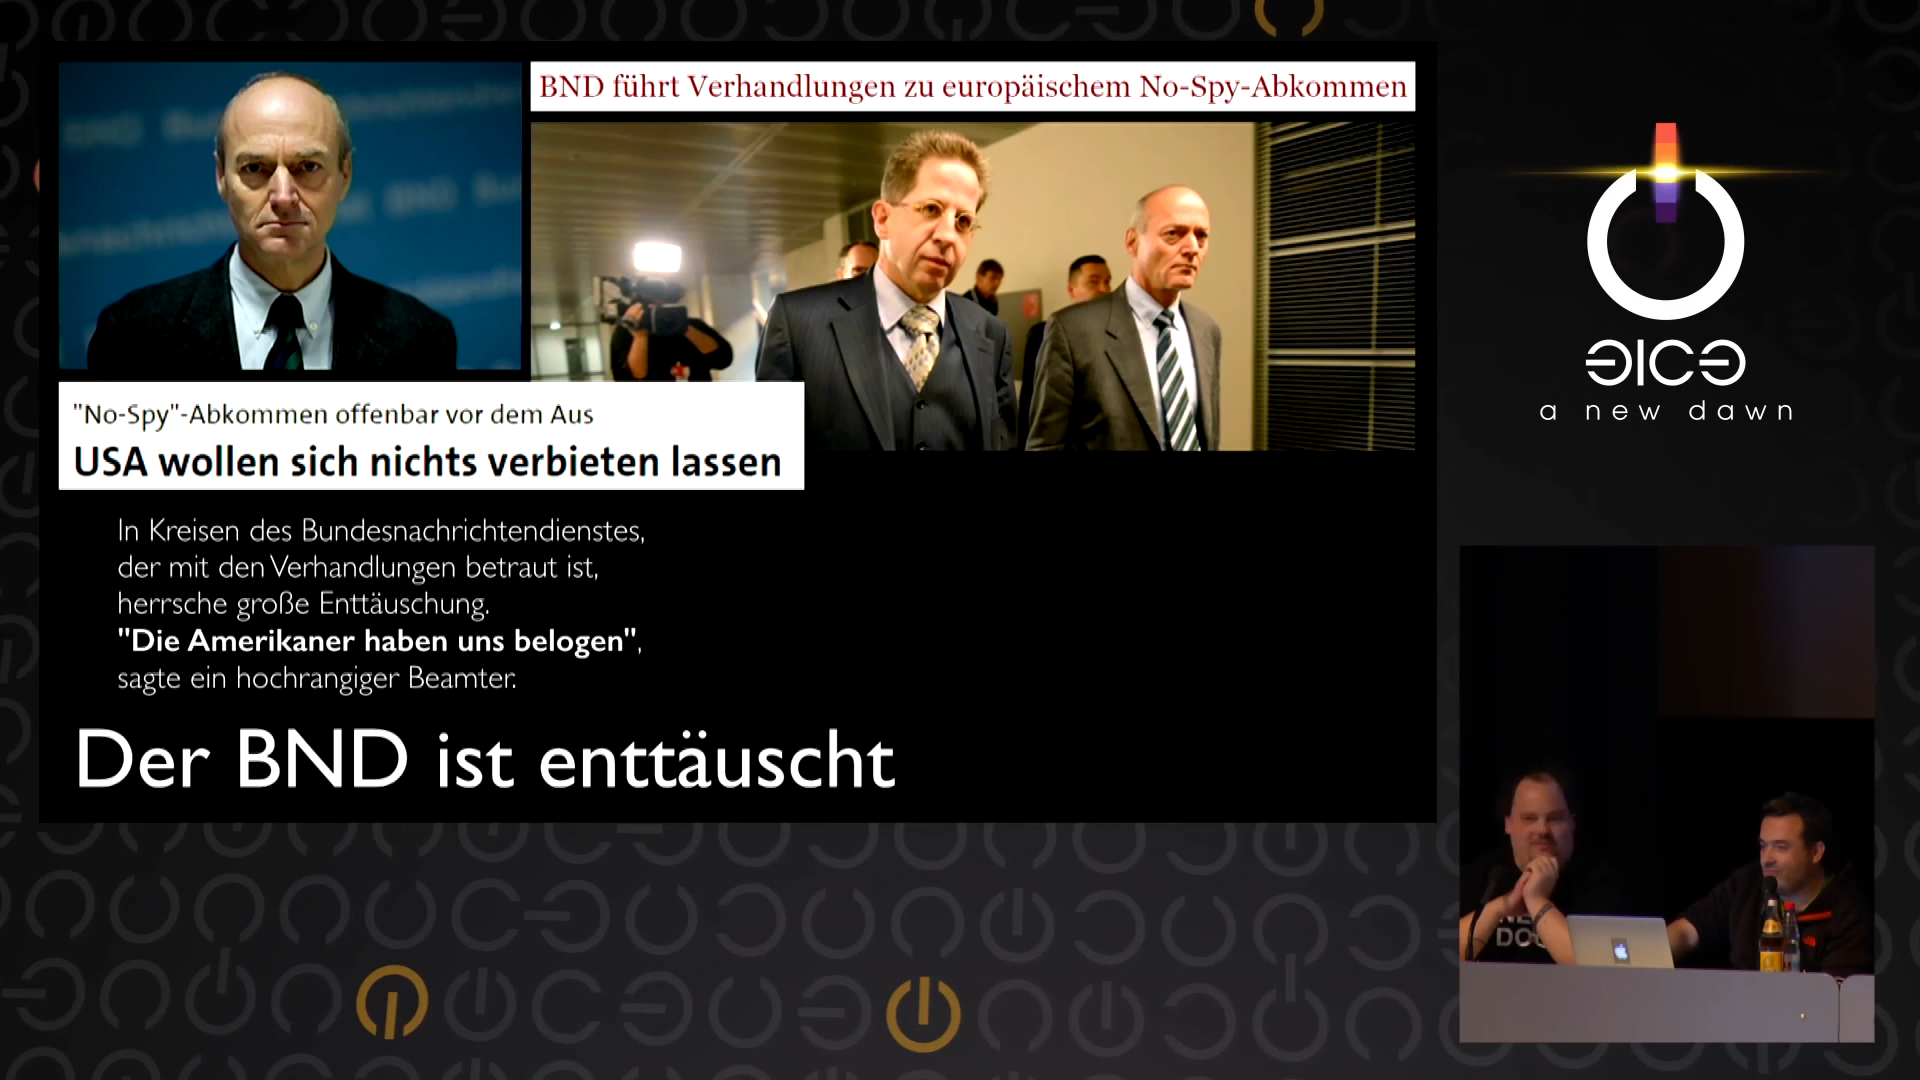 BND führt Verhandlungen zu europäischem No-Spy-Abkommen
"No-Spy"-Abkommen offenbar vor dem Aus
USA wollen sich nichts verbieten lassen
In Kreisen des Bundesnachrichtendienstes,
der mit den Verhandlungen betraut ist,
herrsche große Enttäuschung.
"Die Amerikaner haben uns belogen",
sagte ein hochrangiger Beamter.
Der BND ist enttäuscht
a new dawn